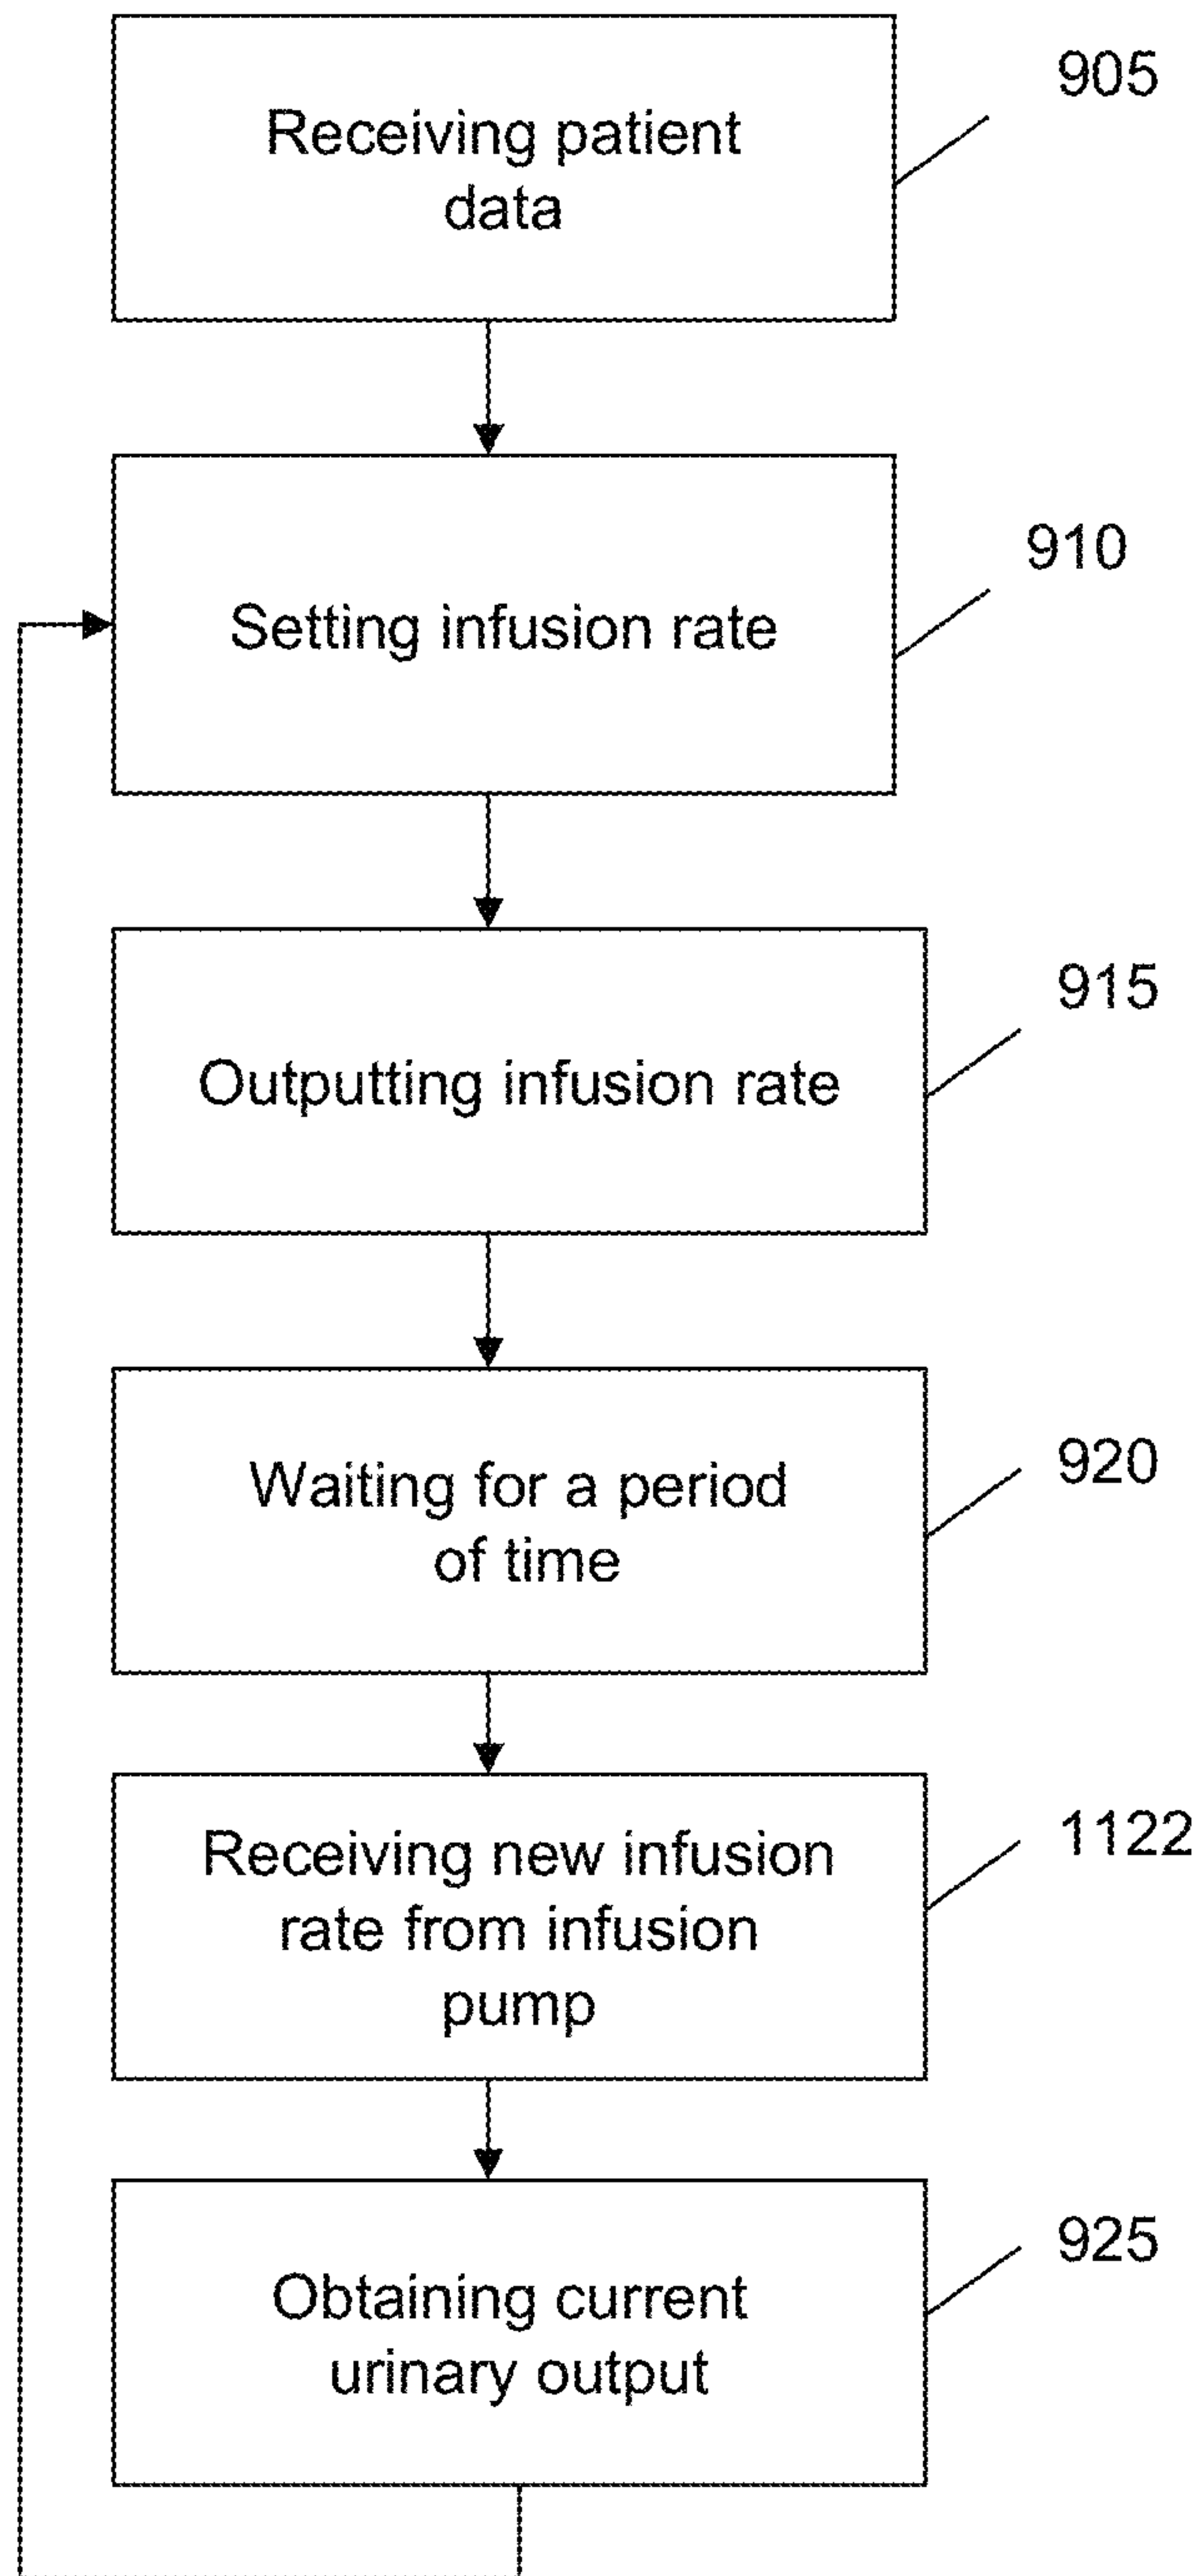 Receiving patient
data
905
Setting infusion rate
910
Outputting infusion rate
915
Waiting for a period
of time
920
Receiving new infusion
rate from infusion
pump
1122
Obtaining current
urinary output
925